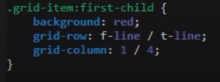 .grid-item:first-child {
background: red;
grid-row: f-line / t-line;
grid-column: 1 / 4;
}